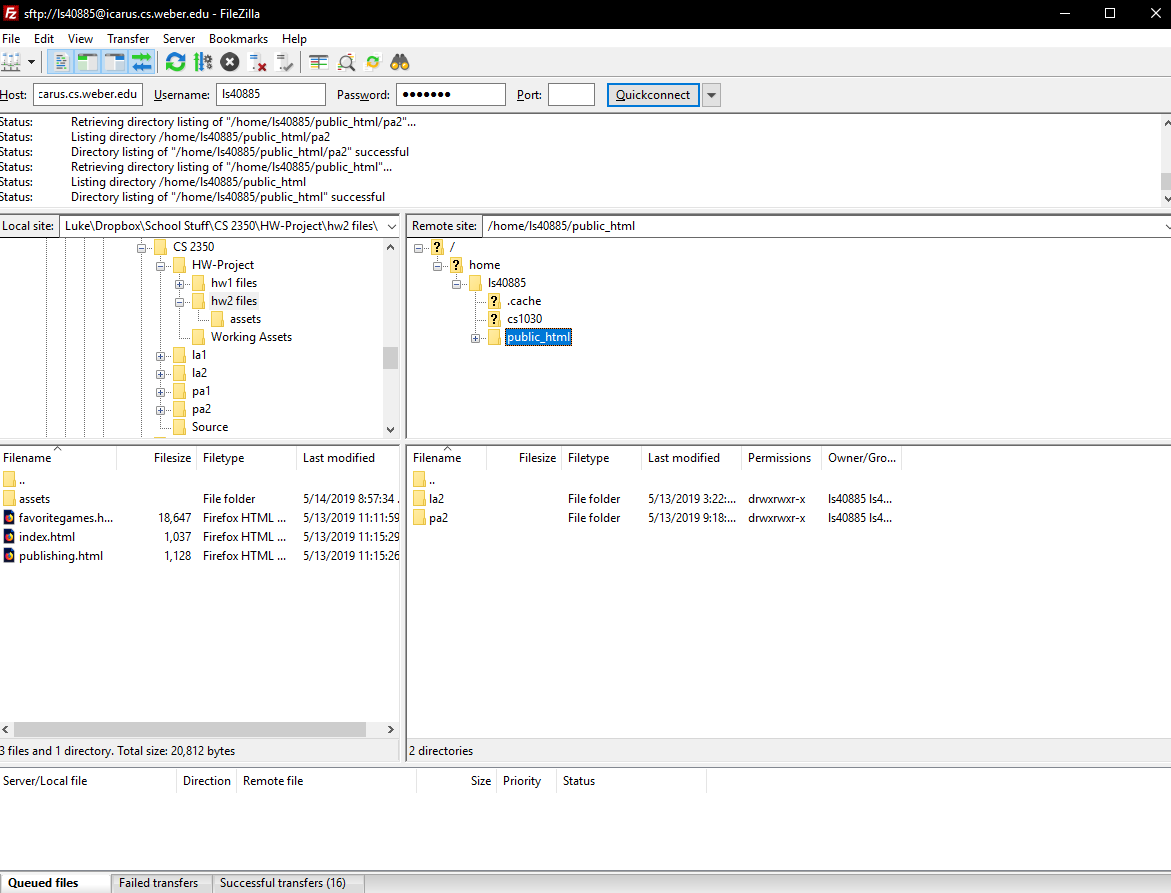 sftp://ls40885@icarus.cs.weber.edu - FileZilla
File Edit View Transfer Server Bookmarks Help
Host: carus.cs.weber.edu Username: ls40885 Password: ●●●●●●● Port: Quickconnect
Status: Retrieving directory listing of "/home/ls40885/public_html/pa2"...
Status: Listing directory /home/ls40885/public_html/pa2
Status: Directory listing of "/home/ls40885/public_html/pa2" successful
Status: Retrieving directory listing of "/home/ls40885/public_html"...
Status: Listing directory /home/ls40885/public_html
Status: Directory listing of "/home/ls40885/public_html" successful
Local site: Luke\Dropbox\School Stuff\CS 2350\HW-Project\hw2 files\
CS 2350
HW-Project
hw1 files
hw2 files
assets
Working Assets
la1
la2
pa1
pa2
Source
Remote site: /home/ls40885/public_html
/
home
ls40885
.cache
cs1030
public_html
Filename Filesize Filetype Last modified
..
assets File folder 5/14/2019 8:57:34 .
favoritegames.h... 18,647 Firefox HTML ... 5/13/2019 11:11:59
index.html 1,037 Firefox HTML ... 5/13/2019 11:15:29
publishing.html 1,128 Firefox HTML ... 5/13/2019 11:15:26
3 files and 1 directory. Total size: 20,812 bytes
Filename Filesize Filetype Last modified Permissions Owner/Gro...
..
la2 File folder 5/13/2019 3:22:... drwxrwxr-x ls40885 ls4...
pa2 File folder 5/13/2019 9:18:... drwxrwxr-x ls40885 ls4...
2 directories
Server/Local file Direction Remote file Size Priority Status
Queued files Failed transfers Successful transfers (16)